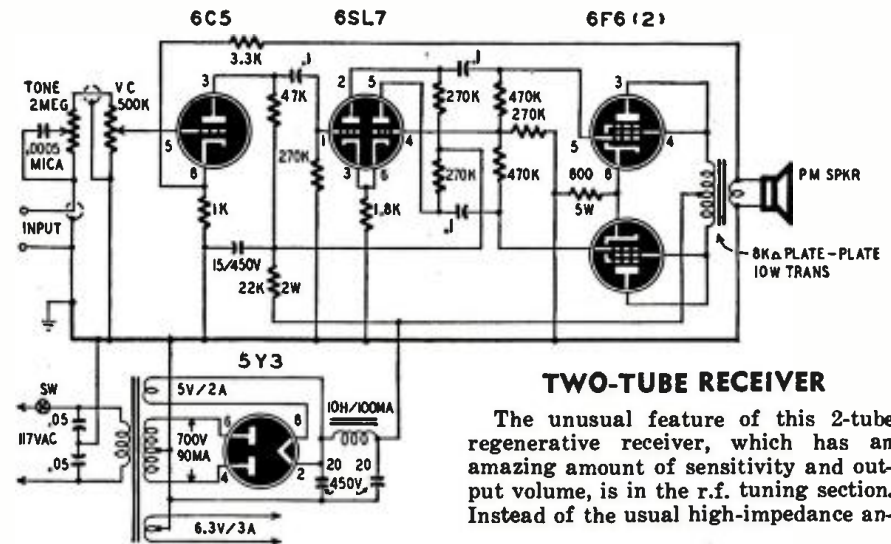 6C5
6SL7
6F6 (2)
3.3K
TONE
2MEG
VC
500K
.0005
MICA
INPUT
5
3
8
47K
.1
270K
1K
15/450V
22K
2W
1
2
5
3
6
4
1.8K
270K
270K
.1
.1
470K
270K
470K
3
5
4
8
600
5W
PM SPKR
8KΩ PLATE-PLATE
10W TRANS
5Y3
SW
.05
117VAC
.05
5V/2A
700V
90MA
6
4
8
2
10H/100MA
20
20
450V
6.3V/3A
TWO-TUBE RECEIVER
The unusual feature of this 2-tube
regenerative receiver, which has an
amazing amount of sensitivity and out-
put volume, is in the r.f. tuning section.
Instead of the usual high-impedance an-